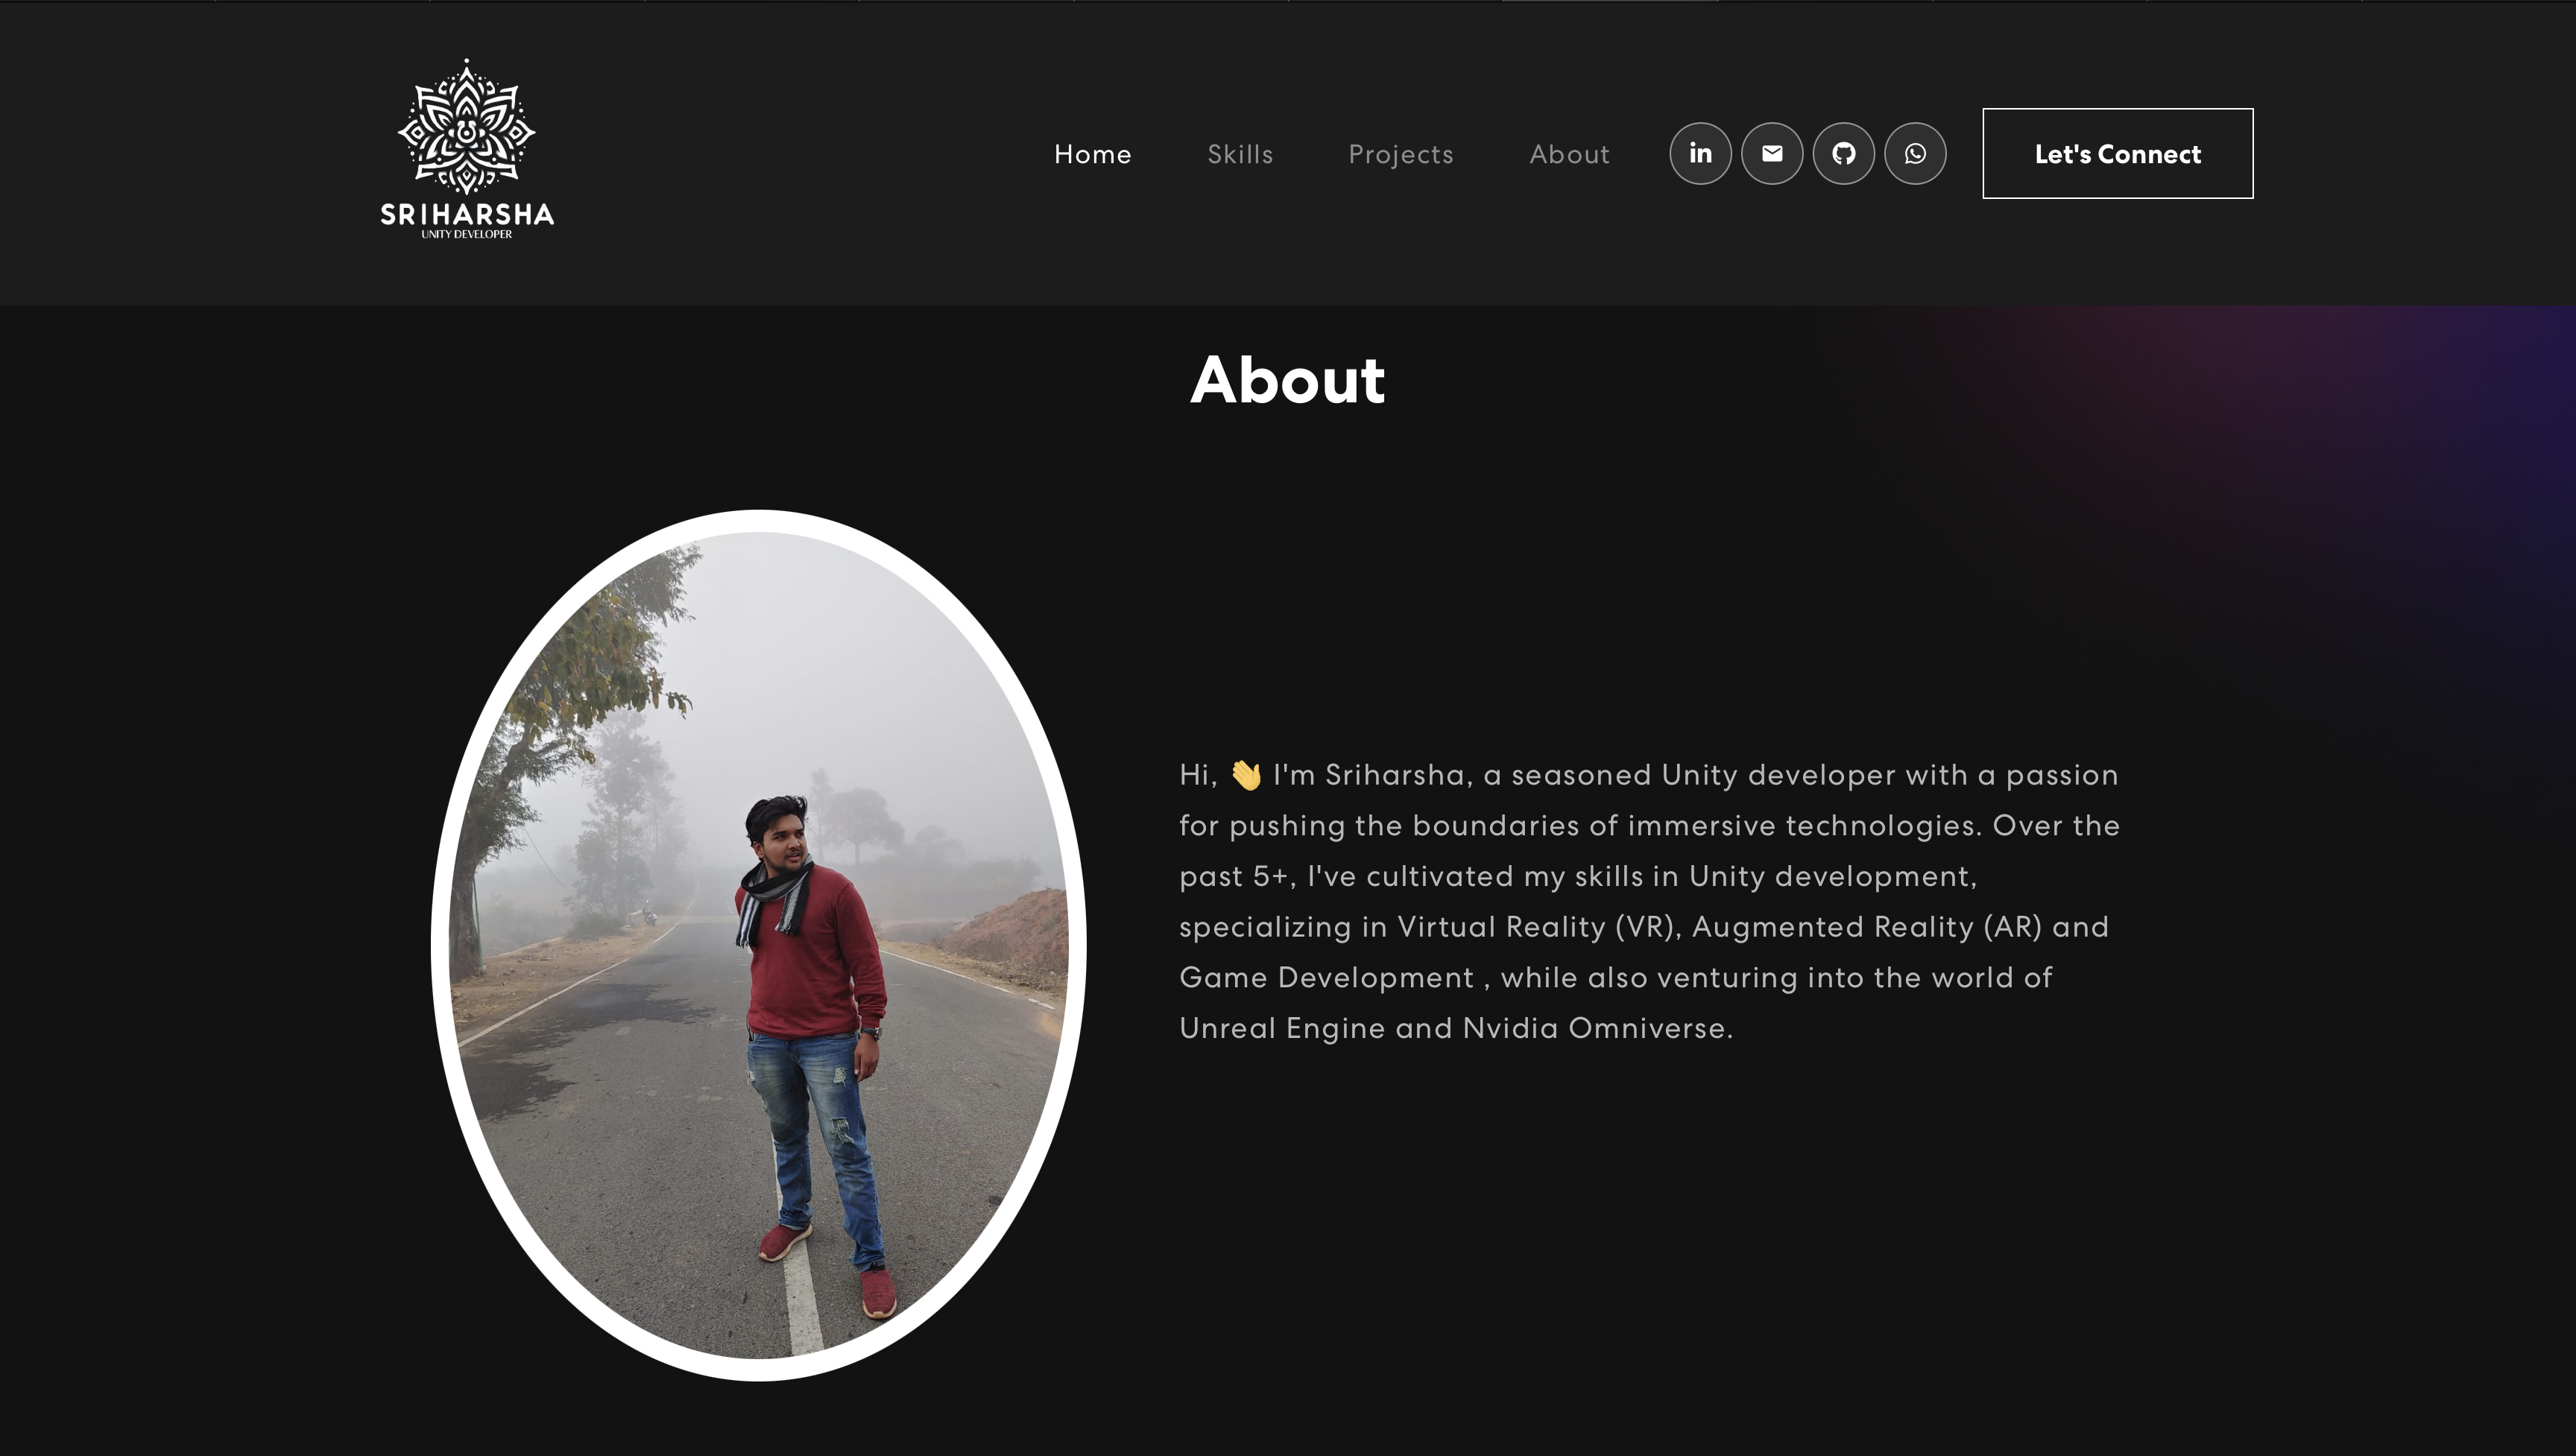 SRIHARSHA
UNITY DEVELOPER
Home
Skills
Projects
About
in
Let's Connect
About
Hi, 👋 I'm Sriharsha, a seasoned Unity developer with a passion
for pushing the boundaries of immersive technologies. Over the
past 5+, I've cultivated my skills in Unity development,
specializing in Virtual Reality (VR), Augmented Reality (AR) and
Game Development , while also venturing into the world of
Unreal Engine and Nvidia Omniverse.